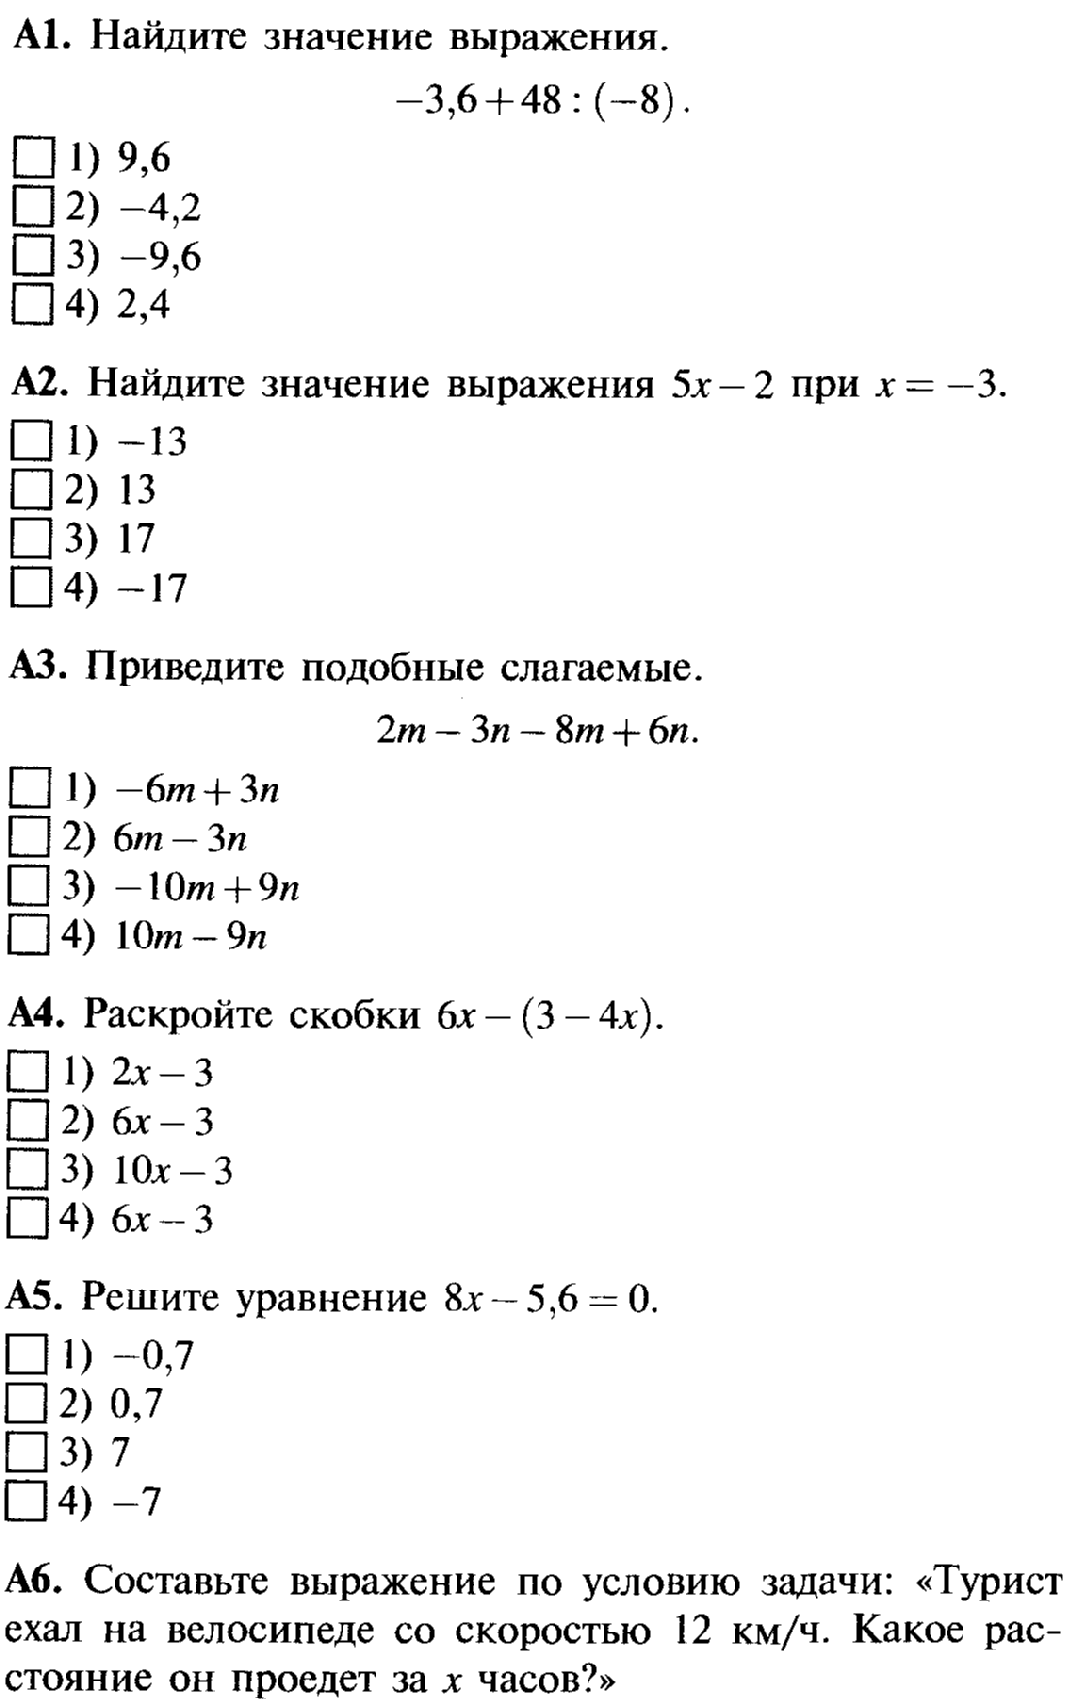 А1. Найдите значение выражения.
−3,6 + 48 : (−8).
1) 9,6
2) −4,2
3) −9,6
4) 2,4
А2. Найдите значение выражения 5x − 2 при x = −3.
1) −13
2) 13
3) 17
4) −17
А3. Приведите подобные слагаемые.
2m − 3n − 8m + 6n.
1) −6m + 3n
2) 6m − 3n
3) −10m + 9n
4) 10m − 9n
А4. Раскройте скобки 6x − (3 − 4x).
1) 2x − 3
2) 6x − 3
3) 10x − 3
4) 6x − 3
А5. Решите уравнение 8x − 5,6 = 0.
1) −0,7
2) 0,7
3) 7
4) −7
А6. Составьте выражение по условию задачи: «Турист
ехал на велосипеде со скоростью 12 км/ч. Какое рас-
стояние он проедет за x часов?»